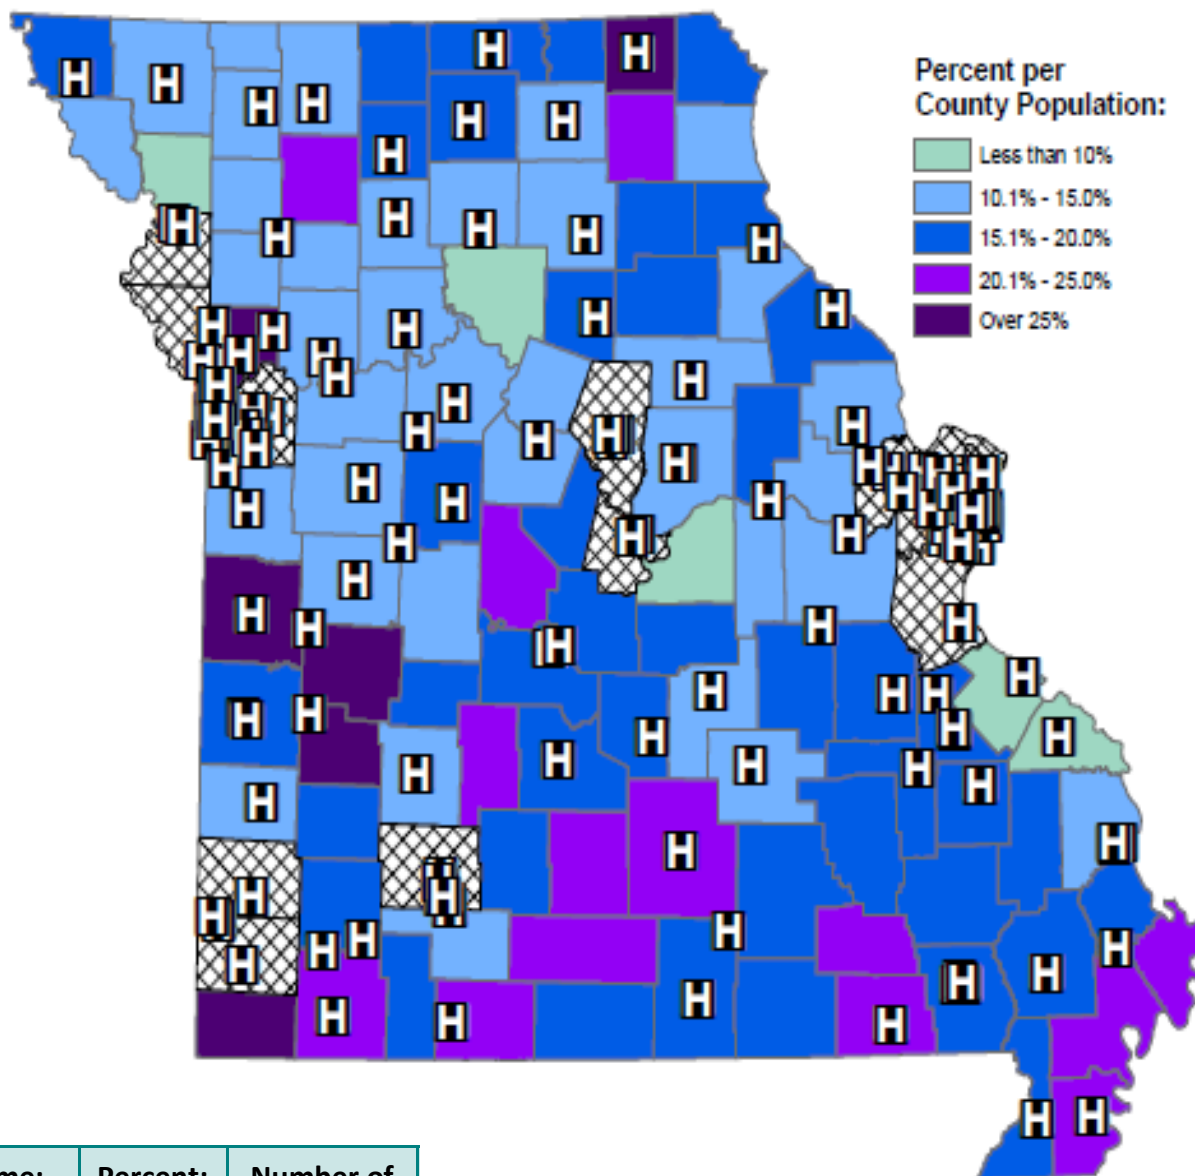 Percent per
County Population:
Less than 10%
10.1% - 15.0%
15.1% - 20.0%
20.1% - 25.0%
Over 25%
Percent:
Number of